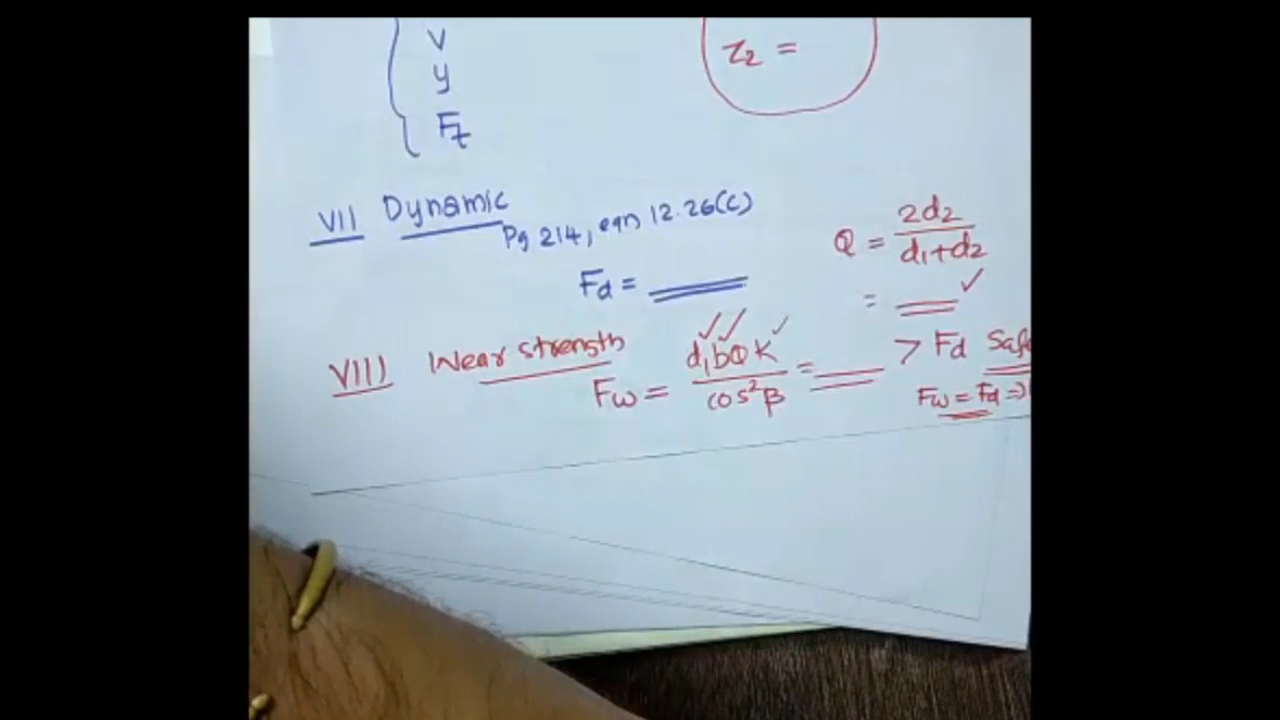 V
y
Ft
z₂ =
VII Dynamic
Pg 214, eqn 12.26(c)
Fd =
Q = 2d₂ / d₁+d₂
= ✓
VIII Wear strength
Fw = d₁bQK / cos²β = > Fd Safe
Fw = Fd ⇒